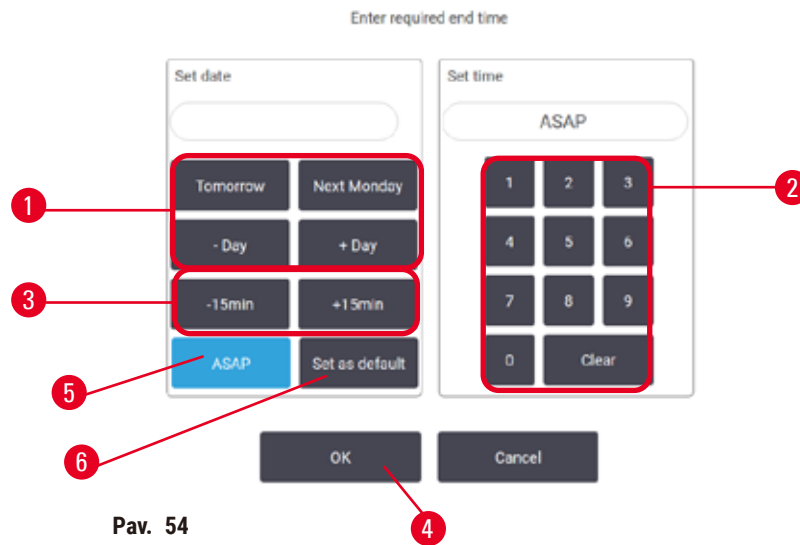 Enter required end time
Set date
Set time
ASAP
Tomorrow
Next Monday
1
2
3
2
1
- Day
+ Day
4
5
6
3
-15min
+15min
7
8
9
ASAP
Set as default
0
Clear
5
6
OK
Cancel
4
Pav. 54